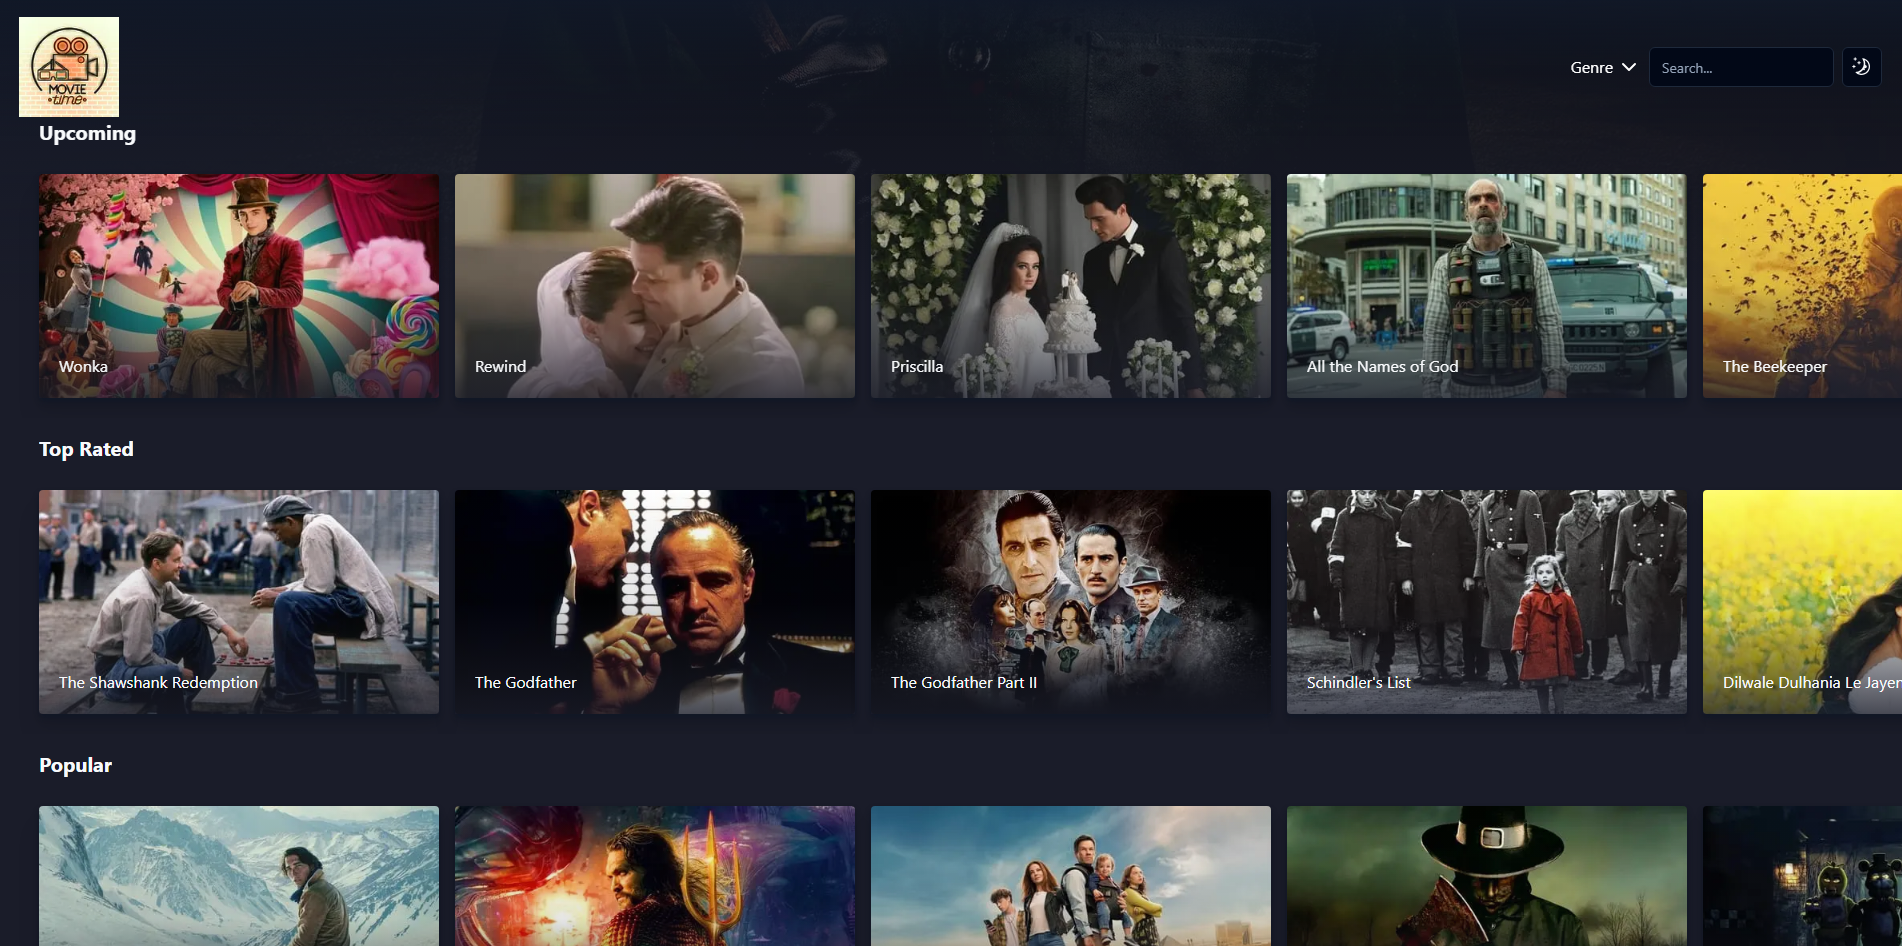 MOVIE
time
Genre
Search...
Upcoming
Wonka
Rewind
Priscilla
All the Names of God
The Beekeeper
Top Rated
The Shawshank Redemption
The Godfather
The Godfather Part II
Schindler's List
Dilwale Dulhania Le Jayen
Popular